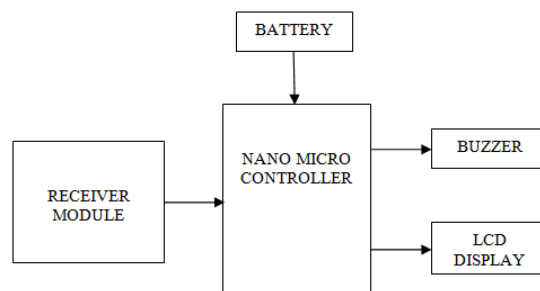 BATTERY
NANO MICRO
CONTROLLER
BUZZER
RECEIVER
MODULE
LCD
DISPLAY